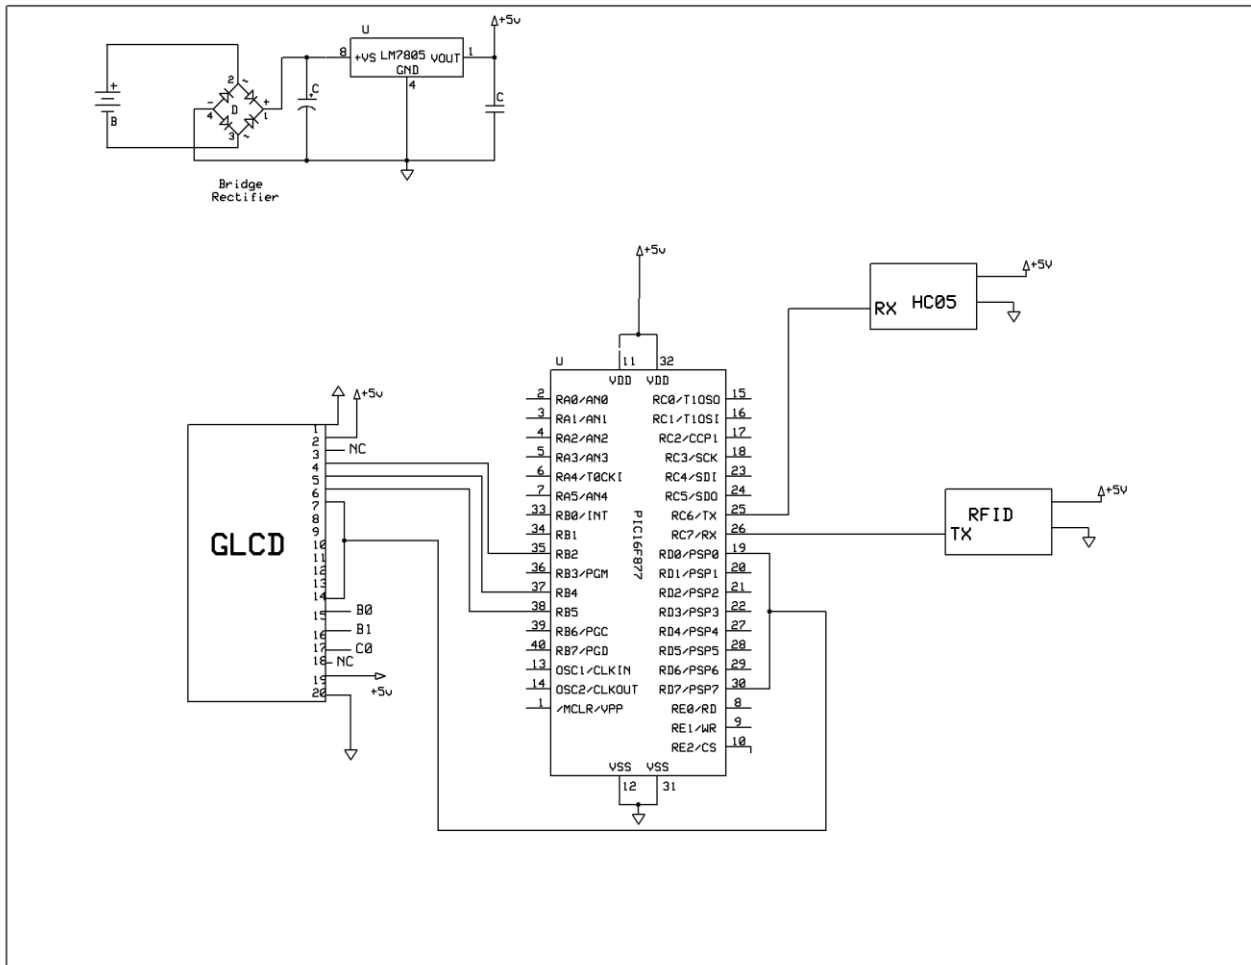 +5v
U
8 +VS LM7805 VOUT 1
GND
4
+
B
2 ~
- D +
4 1
3 ~
C
+
C
Bridge
Rectifier
+5v
+5V
HC05
RX
U
11 32
VDD VDD
2 RA0/AN0 RC0/T1OSO 15
3 RA1/AN1 RC1/T1OSI 16
4 RA2/AN2 RC2/CCP1 17
5 RA3/AN3 RC3/SCK 18
6 RA4/T0CKI RC4/SDI 23
7 RA5/AN4 RC5/SDO 24
33 RB0/INT RC6/TX 25
34 RB1 RC7/RX 26
35 RB2 RD0/PSP0 19
36 RB3/PGM RD1/PSP1 20
37 RB4 RD2/PSP2 21
38 RB5 RD3/PSP3 22
39 RB6/PGC RD4/PSP4 27
40 RB7/PGD RD5/PSP5 28
13 OSC1/CLKIN RD6/PSP6 29
14 OSC2/CLKOUT RD7/PSP7 30
1 /MCLR/VPP RE0/RD 8
RE1/WR 9
RE2/CS 10
PIC16F877
VSS VSS
12 31
+5V
RFID
TX
+5v
GLCD
1
2
3 NC
4
5
6
7
8
9
10
11
12
13
14
15 B0
16 B1
17 C0
18 NC
19
+5v
20